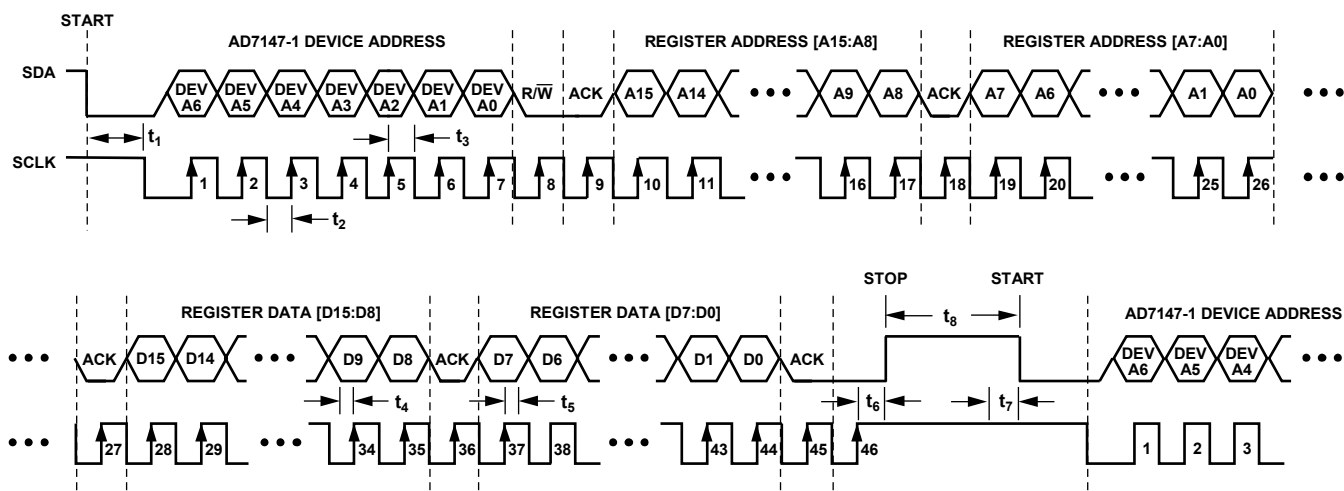 START
AD7147-1 DEVICE ADDRESS REGISTER ADDRESS [A15:A8] REGISTER ADDRESS [A7:A0]
SDA DEV A6 DEV A5 DEV A4 DEV A3 DEV A2 DEV A1 DEV A0 R/W̅ ACK A15 A14 ••• A9 A8 ACK A7 A6 ••• A1 A0 •••
t1 t3
SCLK 1 2 3 4 5 6 7 8 9 10 11 ••• 16 17 18 19 20 ••• 25 26 •••
t2
STOP START
REGISTER DATA [D15:D8] REGISTER DATA [D7:D0] t8 AD7147-1 DEVICE ADDRESS
••• ACK D15 D14 ••• D9 D8 ACK D7 D6 ••• D1 D0 ACK DEV A6 DEV A5 DEV A4 •••
t4 t5 t6 t7
••• 27 28 29 ••• 34 35 36 37 38 ••• 43 44 45 46 1 2 3 •••